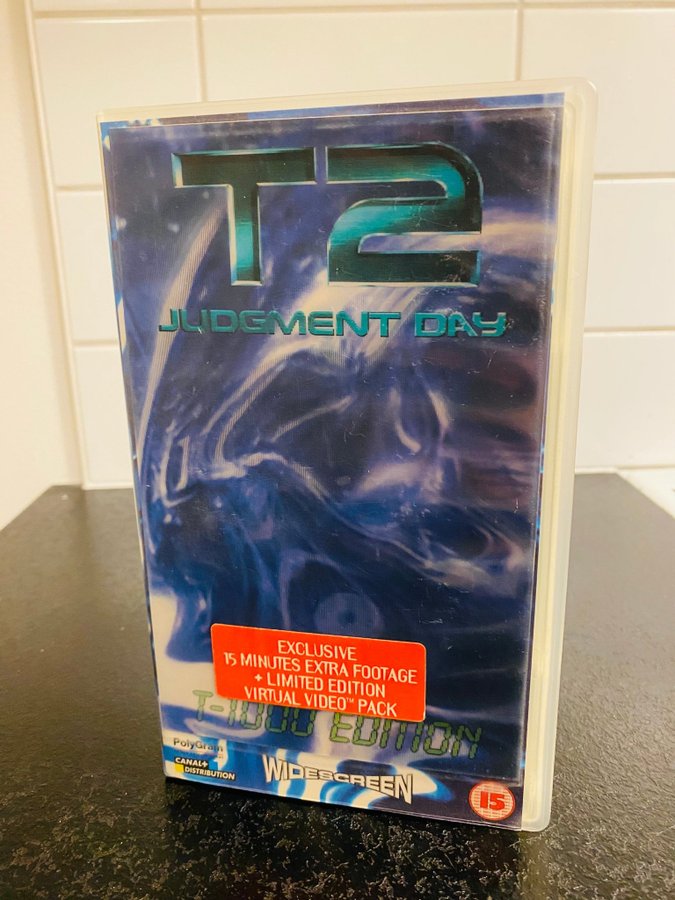 T2
JUDGMENT DAY
EXCLUSIVE
15 MINUTES EXTRA FOOTAGE
+ LIMITED EDITION
VIRTUAL VIDEO™ PACK
T-1000 EDITION
PolyGram
CANAL+
DISTRIBUTION
WIDESCREEN
15